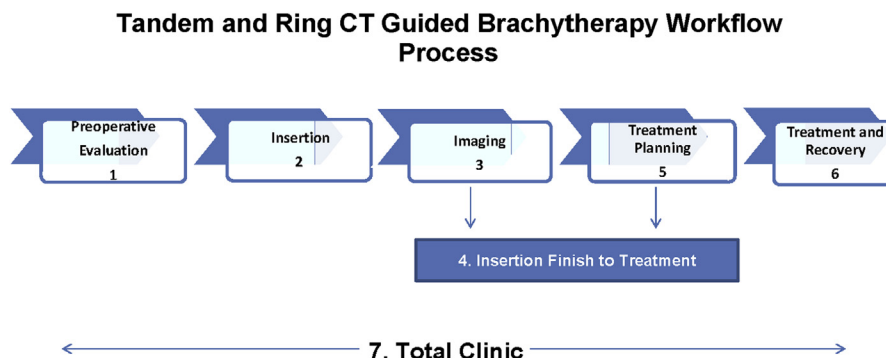 Tandem and Ring CT Guided Brachytherapy Workflow
Process
Preoperative
Evaluation
1
Insertion
2
Imaging
3
Treatment
Planning
5
Treatment and
Recovery
6
4. Insertion Finish to Treatment
7. Total Clinic